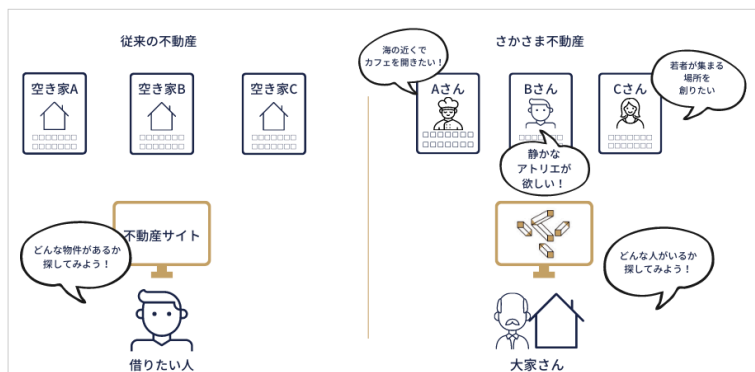 従来の不動産
空き家A
空き家B
空き家C
不動産サイト
どんな物件があるか
探してみよう！
借りたい人
さかさま不動産
海の近くで
カフェを開きたい！
Aさん
Bさん
Cさん
若者が集まる
場所を
創りたい
静かな
アトリエが
欲しい！
どんな人がいるか
探してみよう！
大家さん